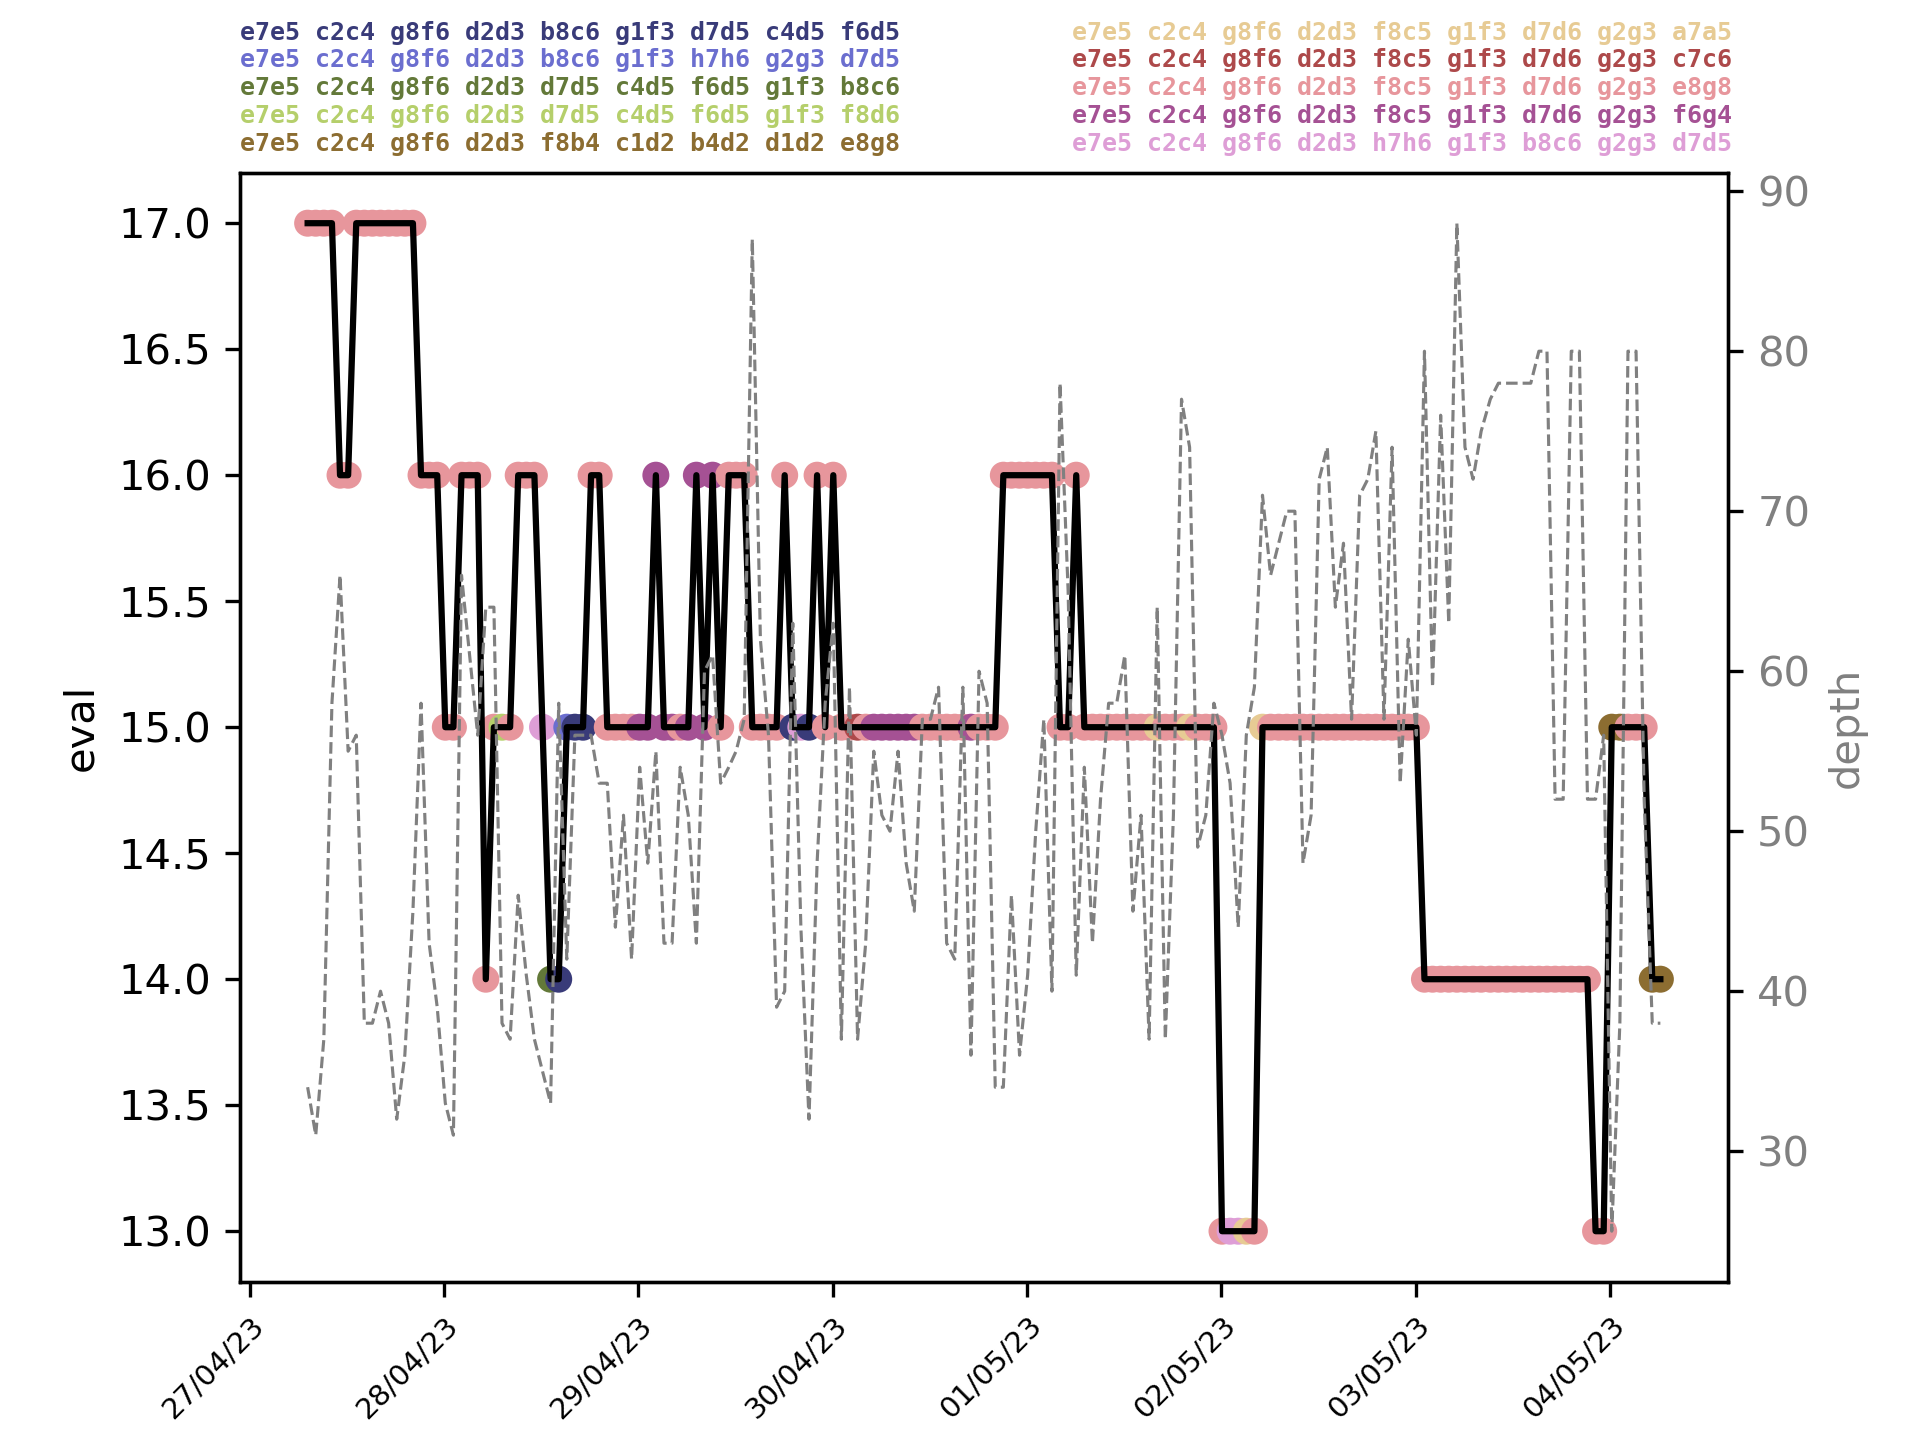 e7e5 c2c4 g8f6 d2d3 b8c6 g1f3 d7d5 c4d5 f6d5
e7e5 c2c4 g8f6 d2d3 b8c6 g1f3 h7h6 g2g3 d7d5
e7e5 c2c4 g8f6 d2d3 d7d5 c4d5 f6d5 g1f3 b8c6
e7e5 c2c4 g8f6 d2d3 d7d5 c4d5 f6d5 g1f3 f8d6
e7e5 c2c4 g8f6 d2d3 f8b4 c1d2 b4d2 d1d2 e8g8
e7e5 c2c4 g8f6 d2d3 f8c5 g1f3 d7d6 g2g3 a7a5
e7e5 c2c4 g8f6 d2d3 f8c5 g1f3 d7d6 g2g3 c7c6
e7e5 c2c4 g8f6 d2d3 f8c5 g1f3 d7d6 g2g3 e8g8
e7e5 c2c4 g8f6 d2d3 f8c5 g1f3 d7d6 g2g3 f6g4
e7e5 c2c4 g8f6 d2d3 h7h6 g1f3 b8c6 g2g3 d7d5
eval
17.0
16.5
16.0
15.5
15.0
14.5
14.0
13.5
13.0
90
80
70
60
50
40
30
depth
27/04/23
28/04/23
29/04/23
30/04/23
01/05/23
02/05/23
03/05/23
04/05/23